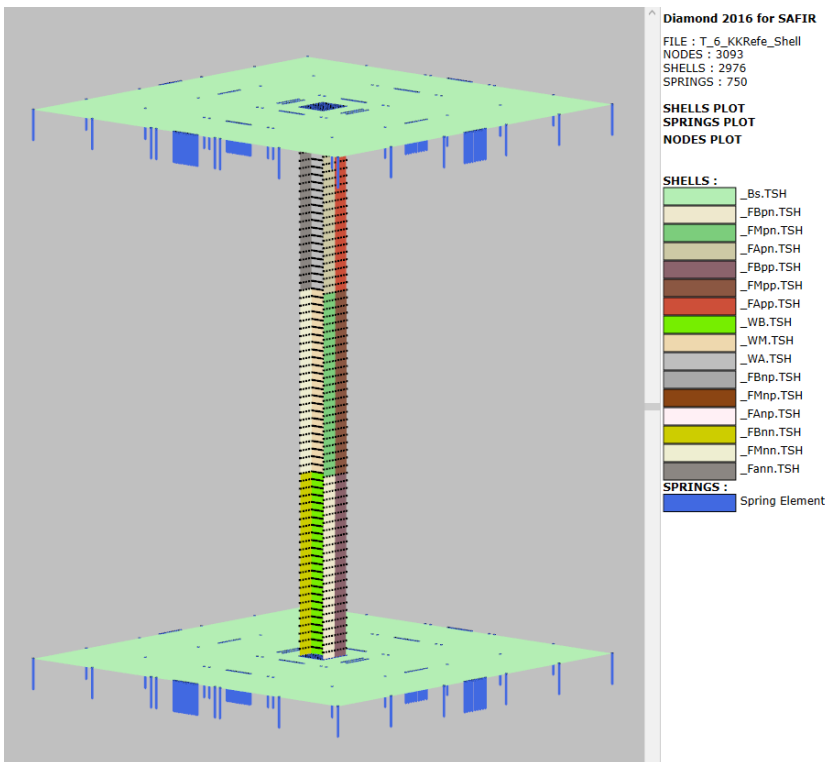 Diamond 2016 for SAFIR
FILE : T_6_KKRefe_Shell
NODES : 3093
SHELLS : 2976
SPRINGS : 750
SHELLS PLOT
SPRINGS PLOT
NODES PLOT
SHELLS :
_Bs.TSH
_FBpn.TSH
_FMpn.TSH
_FApn.TSH
_FBpp.TSH
_FMpp.TSH
_FApp.TSH
_WB.TSH
_WM.TSH
_WA.TSH
_FBnp.TSH
_FMnp.TSH
_FAnp.TSH
_FBnn.TSH
_FMnn.TSH
_Fann.TSH
SPRINGS :
Spring Element